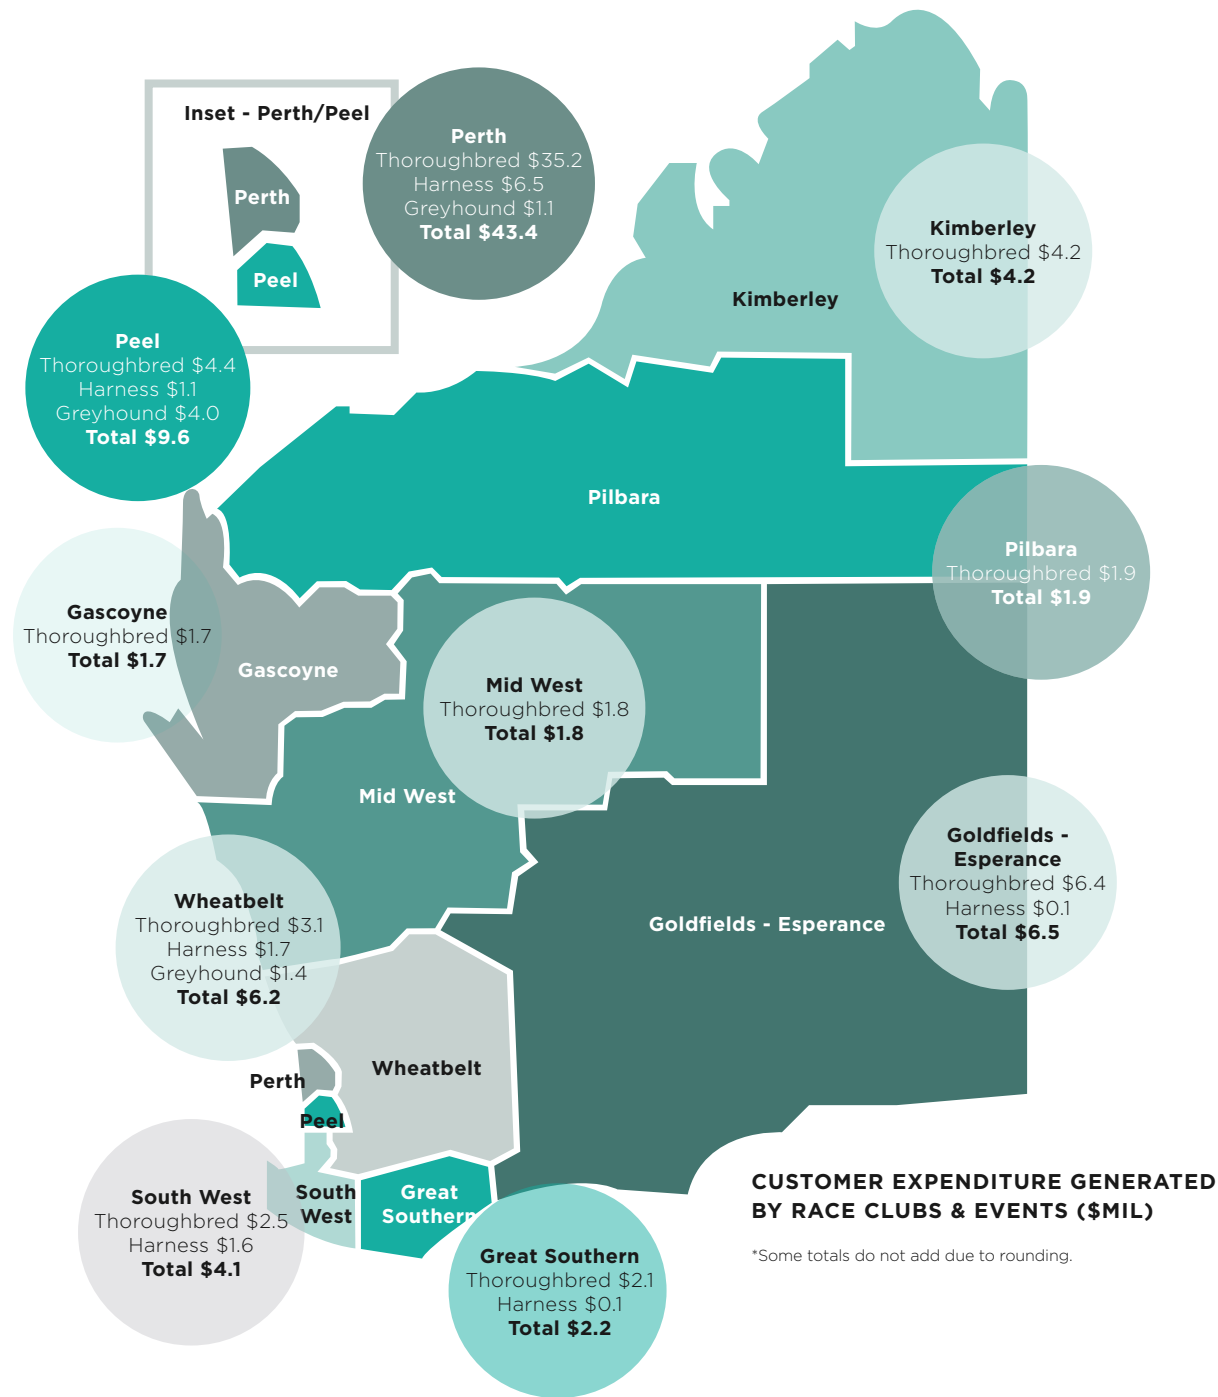 Inset - Perth/Peel
Perth
Peel
Perth
Thoroughbred $35.2
Harness $6.5
Greyhound $1.1
Total $43.4
Kimberley
Thoroughbred $4.2
Total $4.2
Kimberley
Peel
Thoroughbred $4.4
Harness $1.1
Greyhound $4.0
Total $9.6
Pilbara
Pilbara
Thoroughbred $1.9
Total $1.9
Gascoyne
Thoroughbred $1.7
Total $1.7
Gascoyne
Mid West
Thoroughbred $1.8
Total $1.8
Mid West
Goldfields -
Esperance
Thoroughbred $6.4
Harness $0.1
Total $6.5
Goldfields - Esperance
Wheatbelt
Thoroughbred $3.1
Harness $1.7
Greyhound $1.4
Total $6.2
Wheatbelt
Perth
Peel
South West
Thoroughbred $2.5
Harness $1.6
Total $4.1
South
West
Great
Southern
Great Southern
Thoroughbred $2.1
Harness $0.1
Total $2.2
CUSTOMER EXPENDITURE GENERATED
BY RACE CLUBS & EVENTS ($MIL)
*Some totals do not add due to rounding.